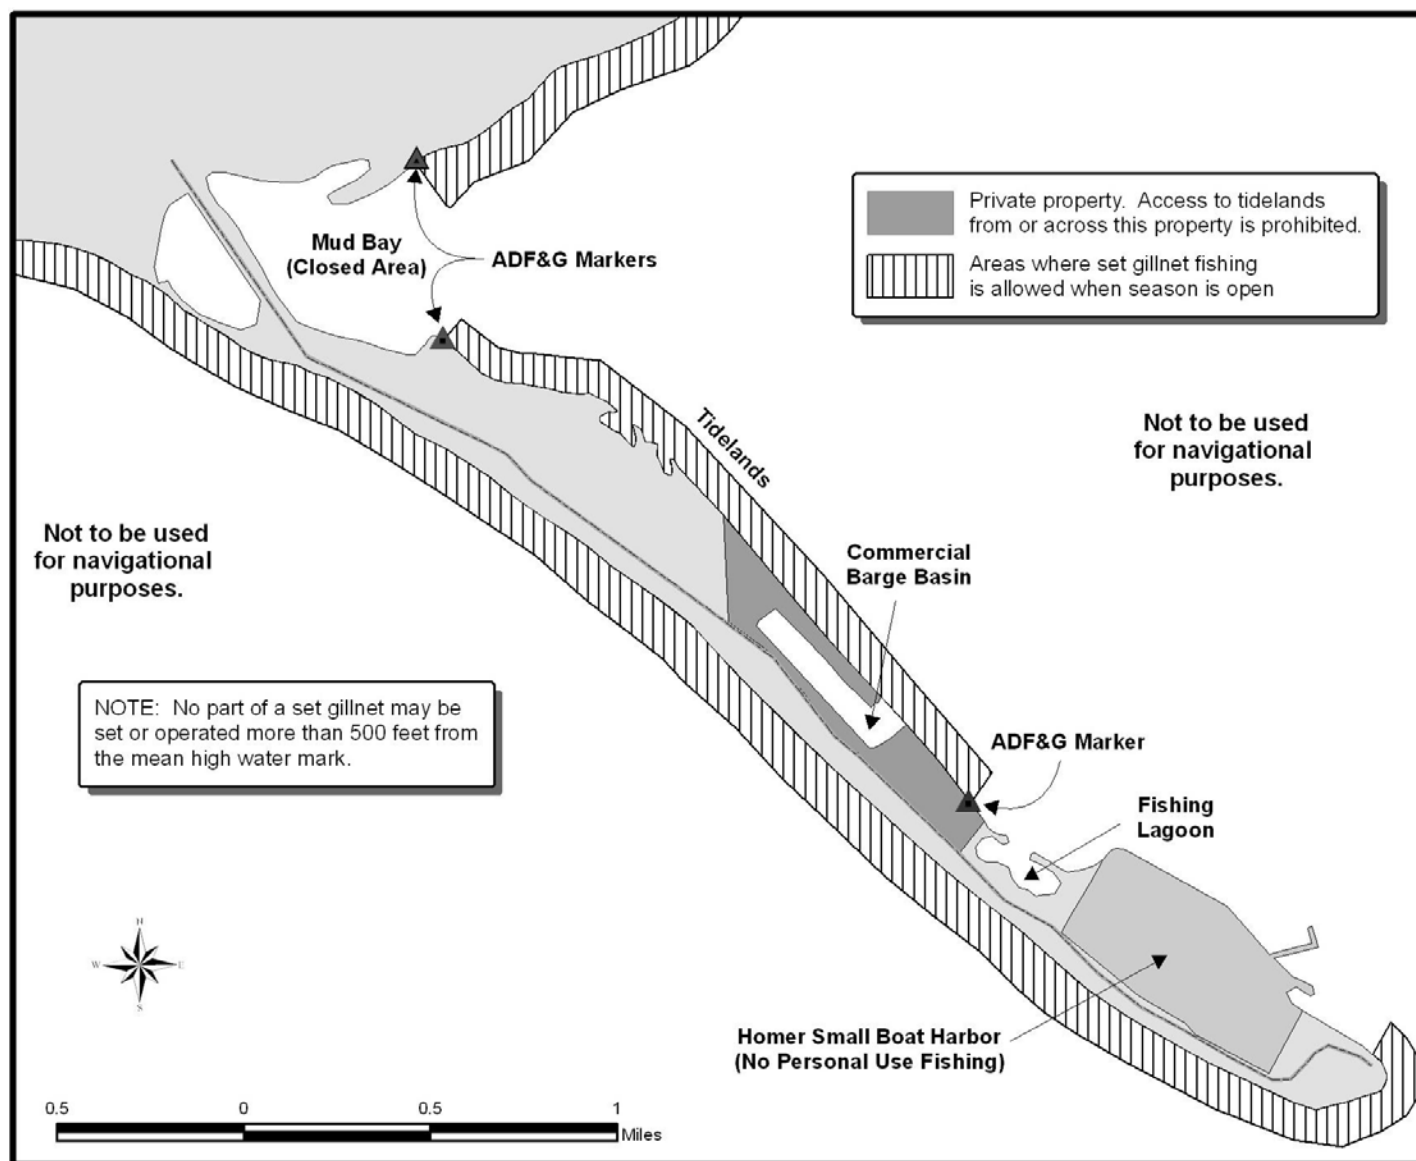 Mud Bay
(Closed Area)
ADF&G Markers
Private property.  Access to tidelands
from or across this property is prohibited.
Areas where set gillnet fishing
is allowed when season is open
Tidelands
Not to be used
for navigational
purposes.
Not to be used
for navigational
purposes.
Commercial
Barge Basin
NOTE:  No part of a set gillnet may be
set or operated more than 500 feet from
the mean high water mark.
ADF&G Marker
Fishing
Lagoon
N
W
E
S
Homer Small Boat Harbor
(No Personal Use Fishing)
0.5
0
0.5
1
Miles